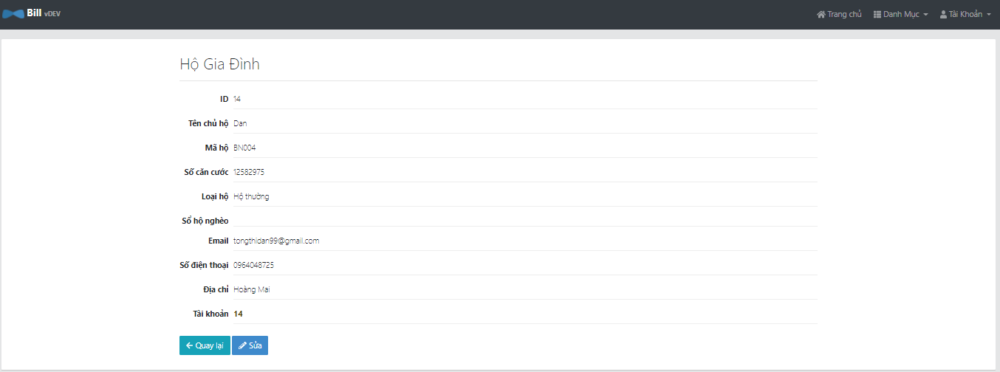 Bill vDEV Trang chủ Danh Mục Tài Khoản
Hộ Gia Đình
ID 14
Tên chủ hộ Dan
Mã hộ BN004
Số căn cước 12582975
Loại hộ Hộ thường
Sổ hộ nghèo
Email tongthidan99@gmail.com
Số điện thoại 0964048725
Địa chỉ Hoàng Mai
Tài khoản 14
Quay lại Sửa